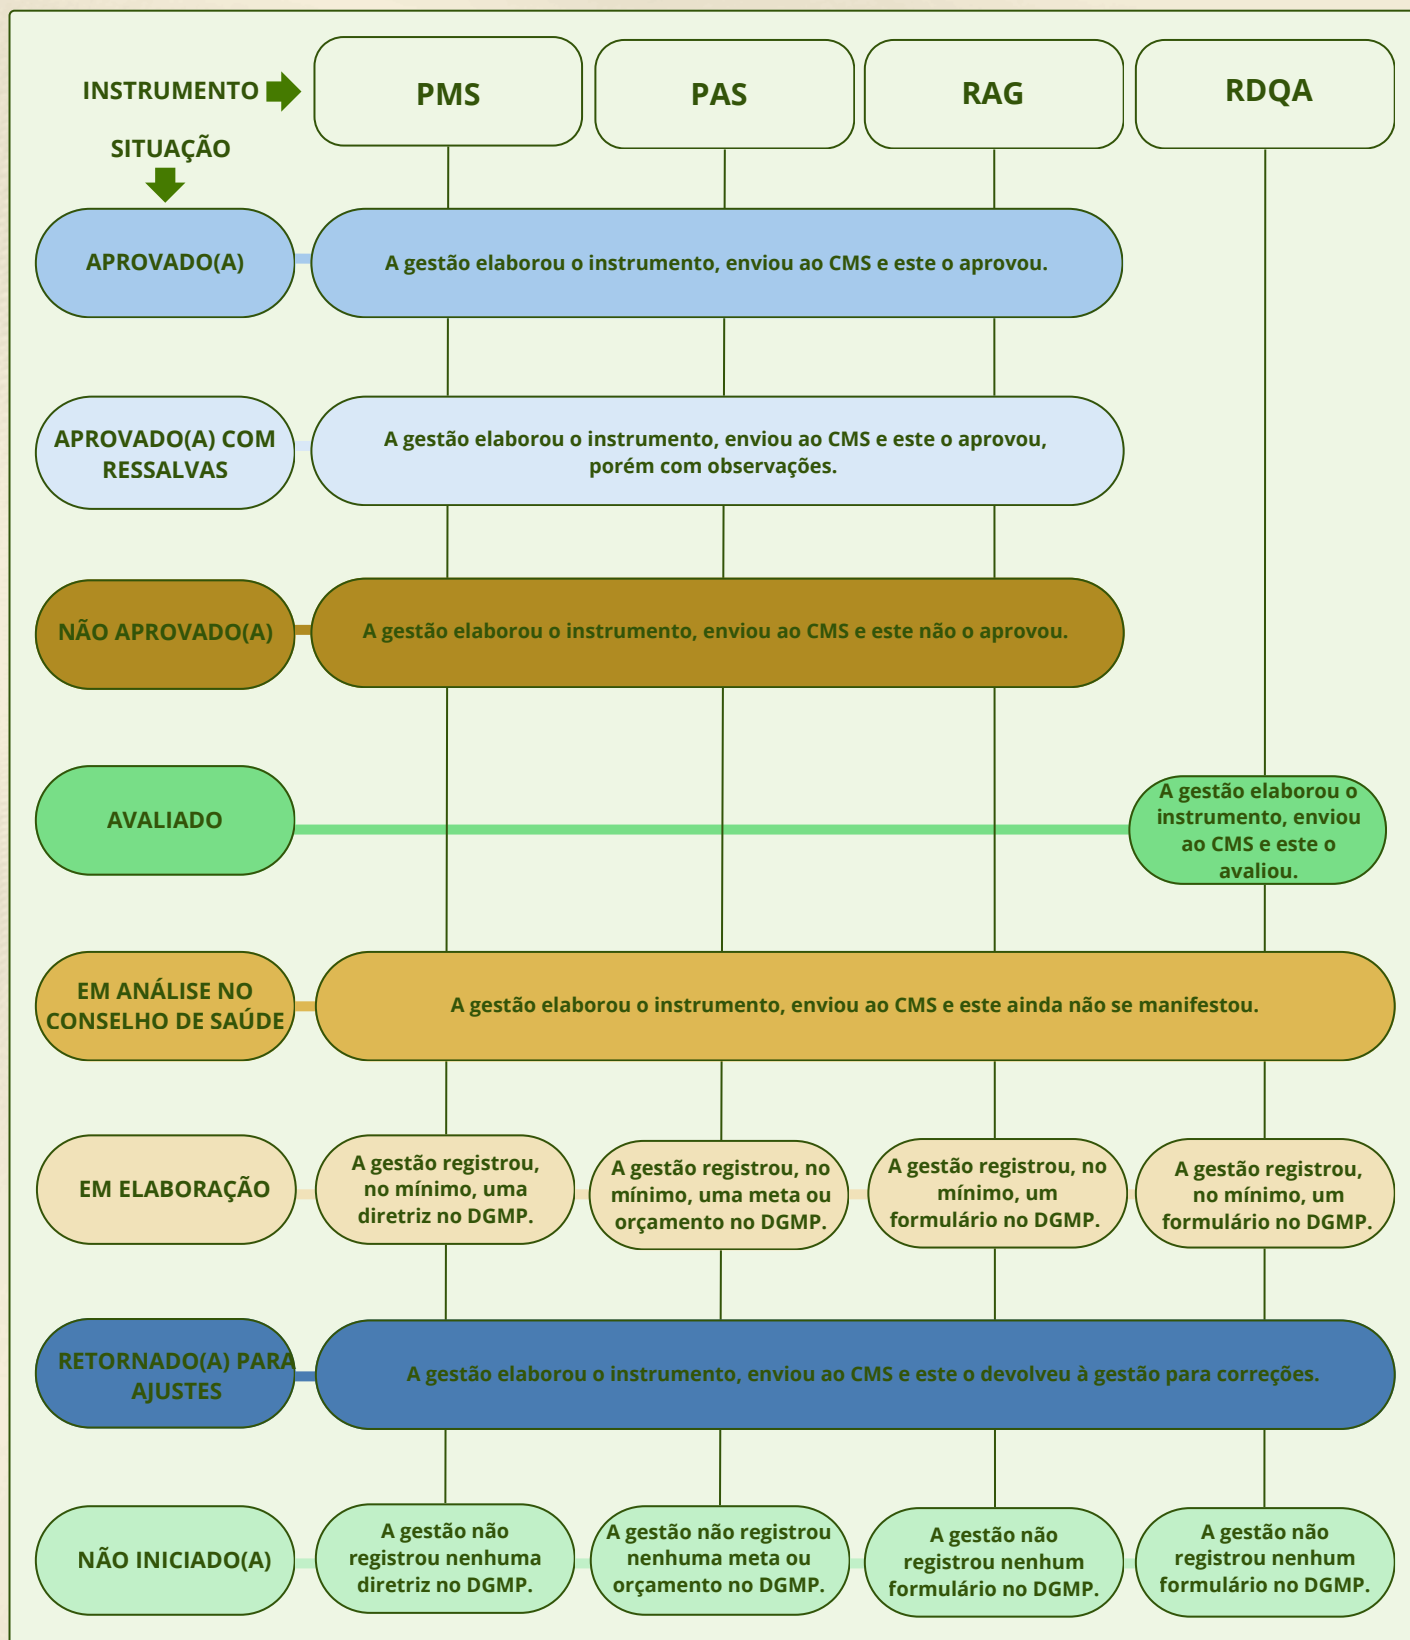 INSTRUMENTO
PMS
PAS
RAG
RDQA
SITUAÇÃO
APROVADO(A)
A gestão elaborou o instrumento, enviou ao CMS e este o aprovou.
APROVADO(A) COM
RESSALVAS
A gestão elaborou o instrumento, enviou ao CMS e este o aprovou,
porém com observações.
NÃO APROVADO(A)
A gestão elaborou o instrumento, enviou ao CMS e este não o aprovou.
AVALIADO
A gestão elaborou o
instrumento, enviou
ao CMS e este o
avaliou.
EM ANÁLISE NO
CONSELHO DE SAÚDE
A gestão elaborou o instrumento, enviou ao CMS e este ainda não se manifestou.
EM ELABORAÇÃO
A gestão registrou,
no mínimo, uma
diretriz no DGMP.
A gestão registrou, no
mínimo, uma meta ou
orçamento no DGMP.
A gestão registrou, no
mínimo, um
formulário no DGMP.
A gestão registrou,
no mínimo, um
formulário no DGMP.
RETORNADO(A) PARA
AJUSTES
A gestão elaborou o instrumento, enviou ao CMS e este o devolveu à gestão para correções.
NÃO INICIADO(A)
A gestão não
registrou nenhuma
diretriz no DGMP.
A gestão não registrou
nenhuma meta ou
orçamento no DGMP.
A gestão não
registrou nenhum
formulário no DGMP.
A gestão não
registrou nenhum
formulário no DGMP.